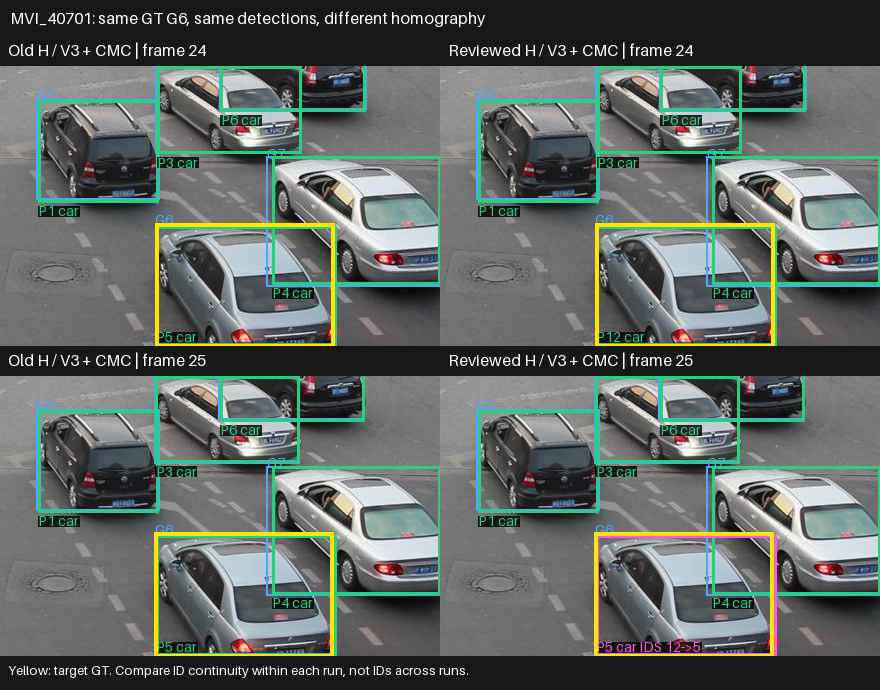 MVI_40701: same GT G6, same detections, different homography
Old H / V3 + CMC | frame 24
Reviewed H / V3 + CMC | frame 24
P6 car
P3 car
P1 car
G6
P4 car
P5 car
P6 car
P3 car
P1 car
G6
P4 car
P12 car
Old H / V3 + CMC | frame 25
Reviewed H / V3 + CMC | frame 25
P6 car
P3 car
P1 car
G6
P4 car
P5 car
P6 car
P3 car
P1 car
G6
P4 car
P5 car IDS 12->5
Yellow: target GT. Compare ID continuity within each run, not IDs across runs.